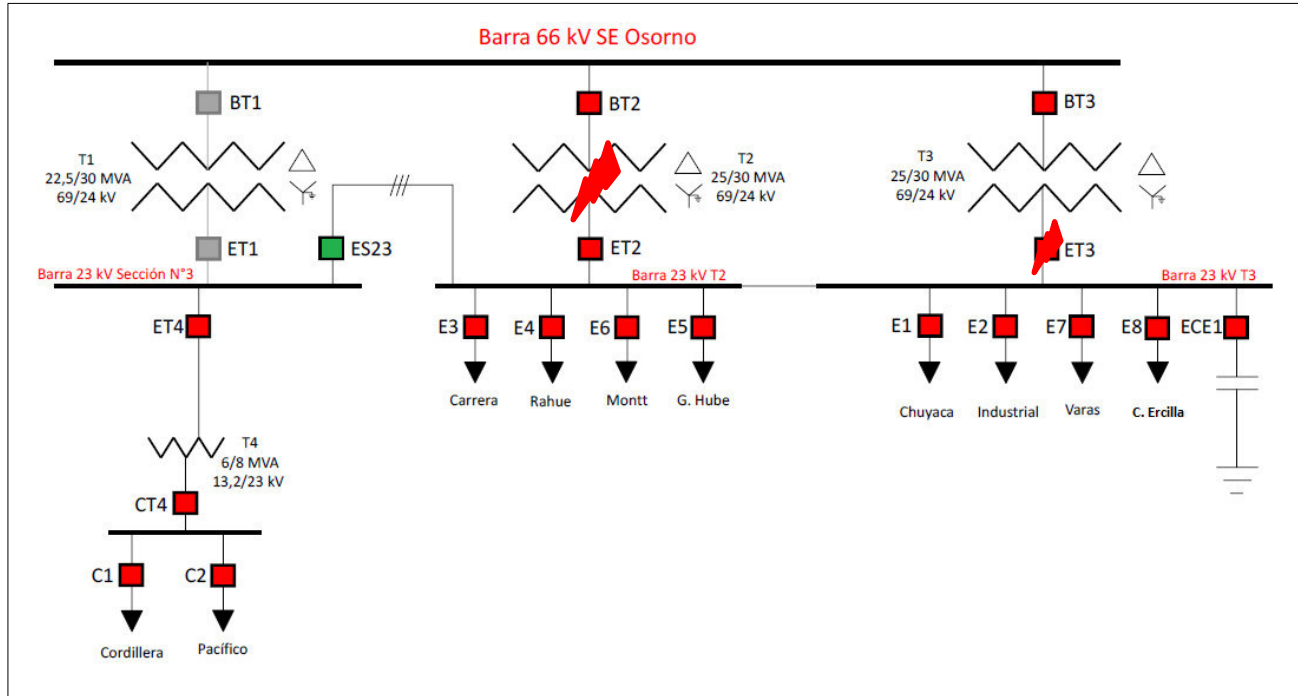 Barra 66 kV SE Osorno
BT1
BT2
BT3
T1
22,5/30 MVA
69/24 kV
T2
25/30 MVA
69/24 kV
T3
25/30 MVA
69/24 kV
ET1
ES23
ET2
ET3
Barra 23 kV Sección N°3
Barra 23 kV T2
Barra 23 kV T3
ET4
E3
E4
E6
E5
E1
E2
E7
E8
ECE1
Carrera
Rahue
Montt
G. Hube
Chuyaca
Industrial
Varas
C. Ercilla
T4
6/8 MVA
13,2/23 kV
CT4
C1
C2
Cordillera
Pacífico